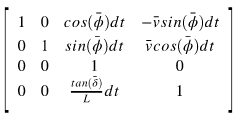 1 0 cos(ϕ̄)dt −v̄sin(ϕ̄)dt
0 1 sin(ϕ̄)dt v̄cos(ϕ̄)dt
0 0 1 0
0 0 tan(δ̄)/L dt 1